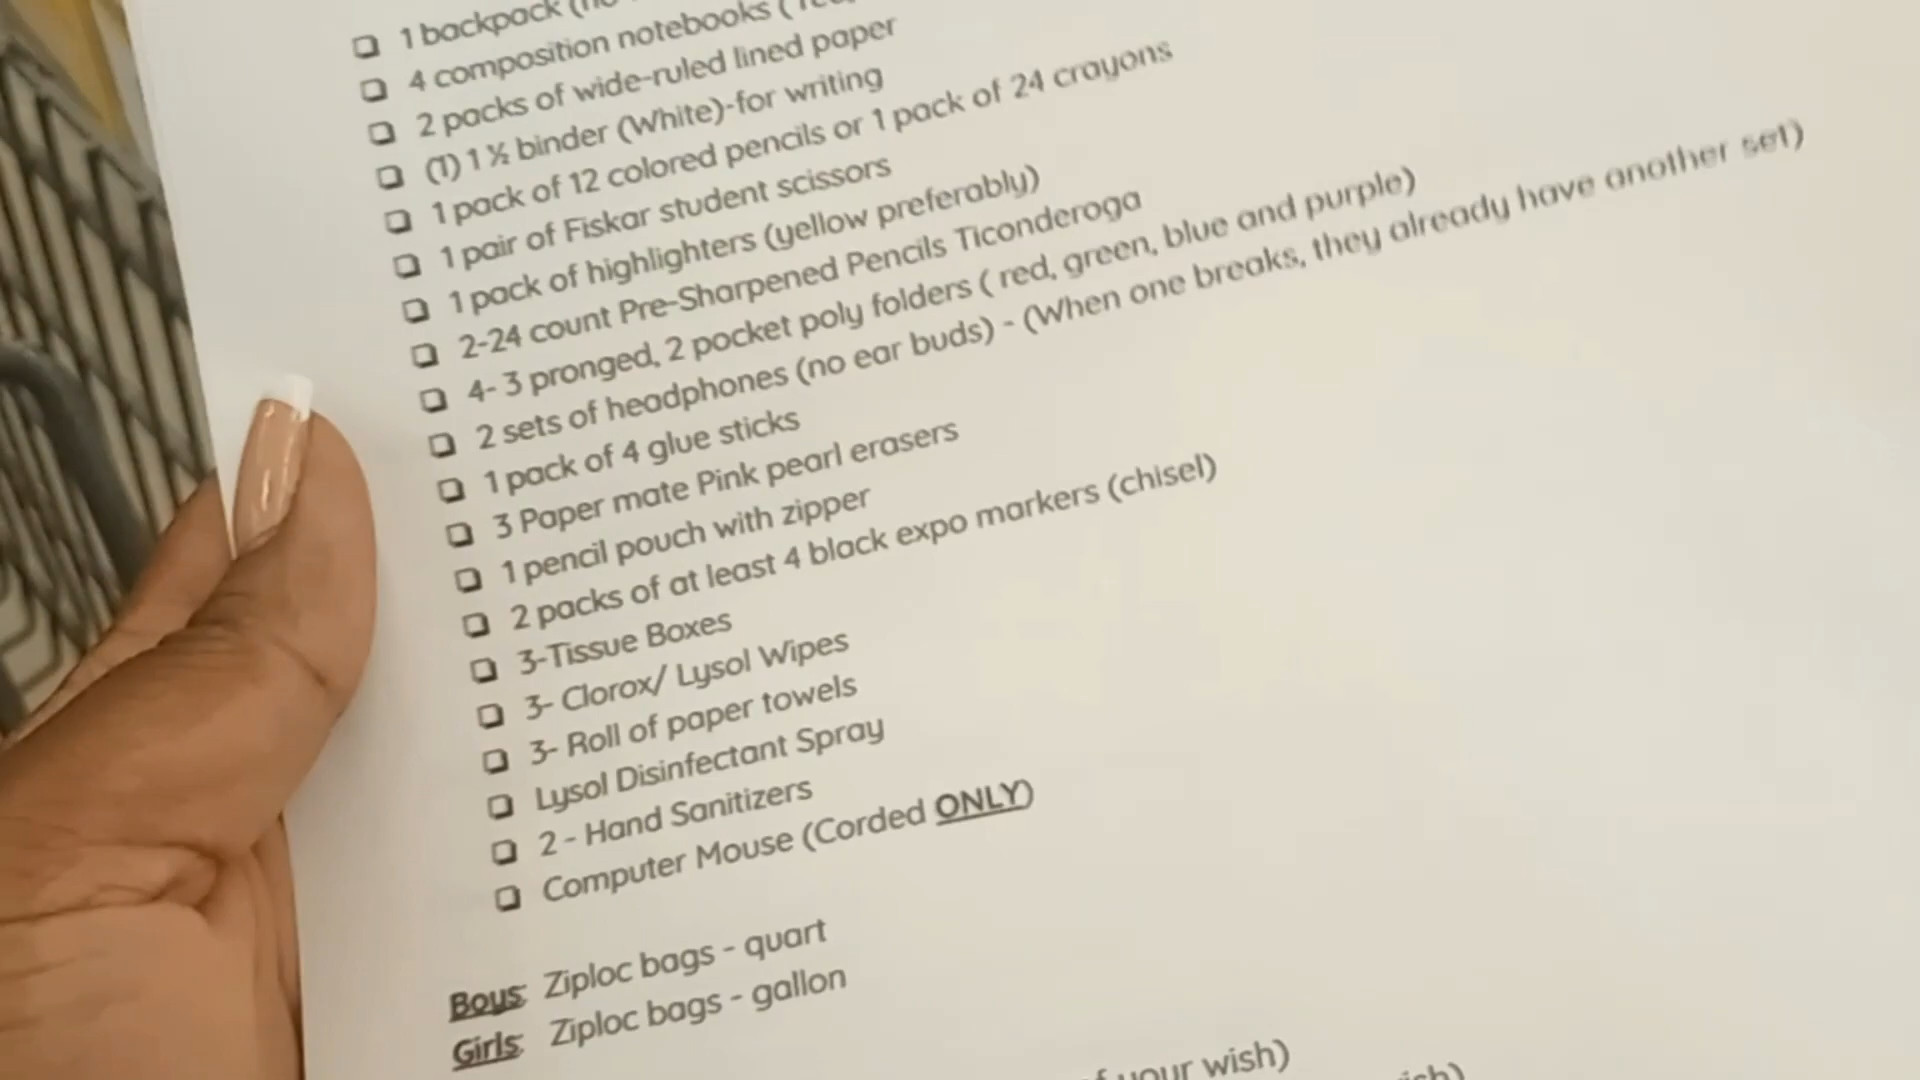 1 backpack
4 composition notebooks (
2 packs of wide-ruled lined paper
(1) 1 ½ binder (White)-for writing
1 pack of 12 colored pencils or 1 pack of 24 crayons
1 pair of Fiskar student scissors
1 pack of highlighters (yellow preferably)
2-24 count Pre-Sharpened Pencils Ticonderoga
4- 3 pronged, 2 pocket poly folders ( red, green, blue and purple)
2 sets of headphones (no ear buds) - (When one breaks, they already have another set)
1 pack of 4 glue sticks
3 Paper mate Pink pearl erasers
1 pencil pouch with zipper
2 packs of at least 4 black expo markers (chisel)
3-Tissue Boxes
3- Clorox/ Lysol Wipes
3- Roll of paper towels
Lysol Disinfectant Spray
2 - Hand Sanitizers
Computer Mouse (Corded ONLY)
Boys: Ziploc bags - quart
Girls: Ziploc bags - gallon
your wish)